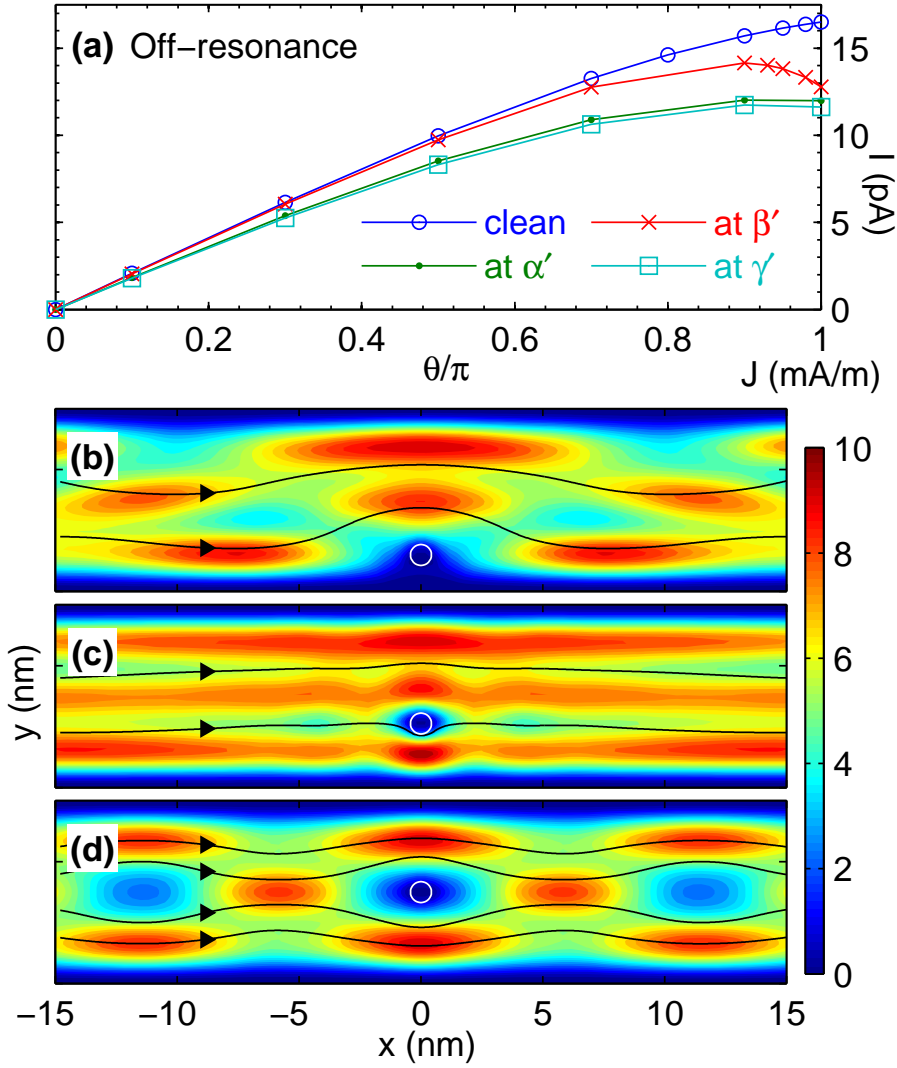 (a) Off−resonance
15
10
5
0
I (pA)
clean
at β′
at α′
at γ′
0 0.2 0.4 0.6 0.8 1
θ/π
J (mA/m)
(b)
(c)
(d)
y (nm)
10
8
6
4
2
0
−15 −10 −5 0 5 10 15
x (nm)